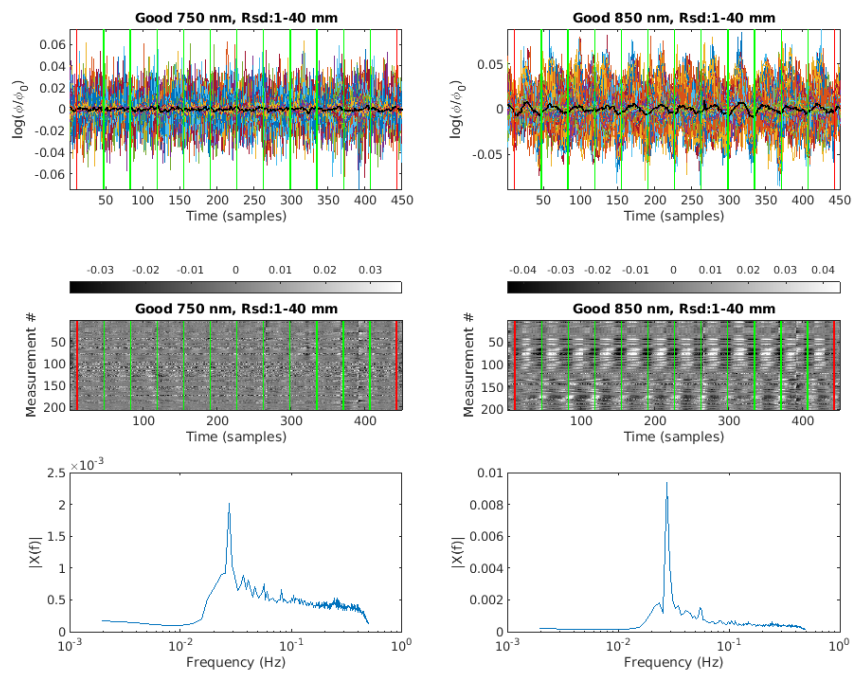 Good 750 nm, Rsd:1-40 mm
Good 850 nm, Rsd:1-40 mm
log(ϕ/ϕ₀)
0.06
0.04
0.02
0
-0.02
-0.04
-0.06
50 100 150 200 250 300 350 400 450
Time (samples)
log(ϕ/ϕ₀)
0.05
0
-0.05
50 100 150 200 250 300 350 400 450
Time (samples)
-0.03 -0.02 -0.01 0 0.01 0.02 0.03
-0.04 -0.03 -0.02 -0.01 0 0.01 0.02 0.03 0.04
Good 750 nm, Rsd:1-40 mm
Good 850 nm, Rsd:1-40 mm
Measurement #
50
100
150
200
100 200 300 400
Time (samples)
Measurement #
50
100
150
200
100 200 300 400
Time (samples)
×10⁻³
|X(f)|
2.5
2
1.5
1
0.5
0
10⁻³ 10⁻² 10⁻¹ 10⁰
Frequency (Hz)
|X(f)|
0.01
0.008
0.006
0.004
0.002
0
10⁻³ 10⁻² 10⁻¹ 10⁰
Frequency (Hz)